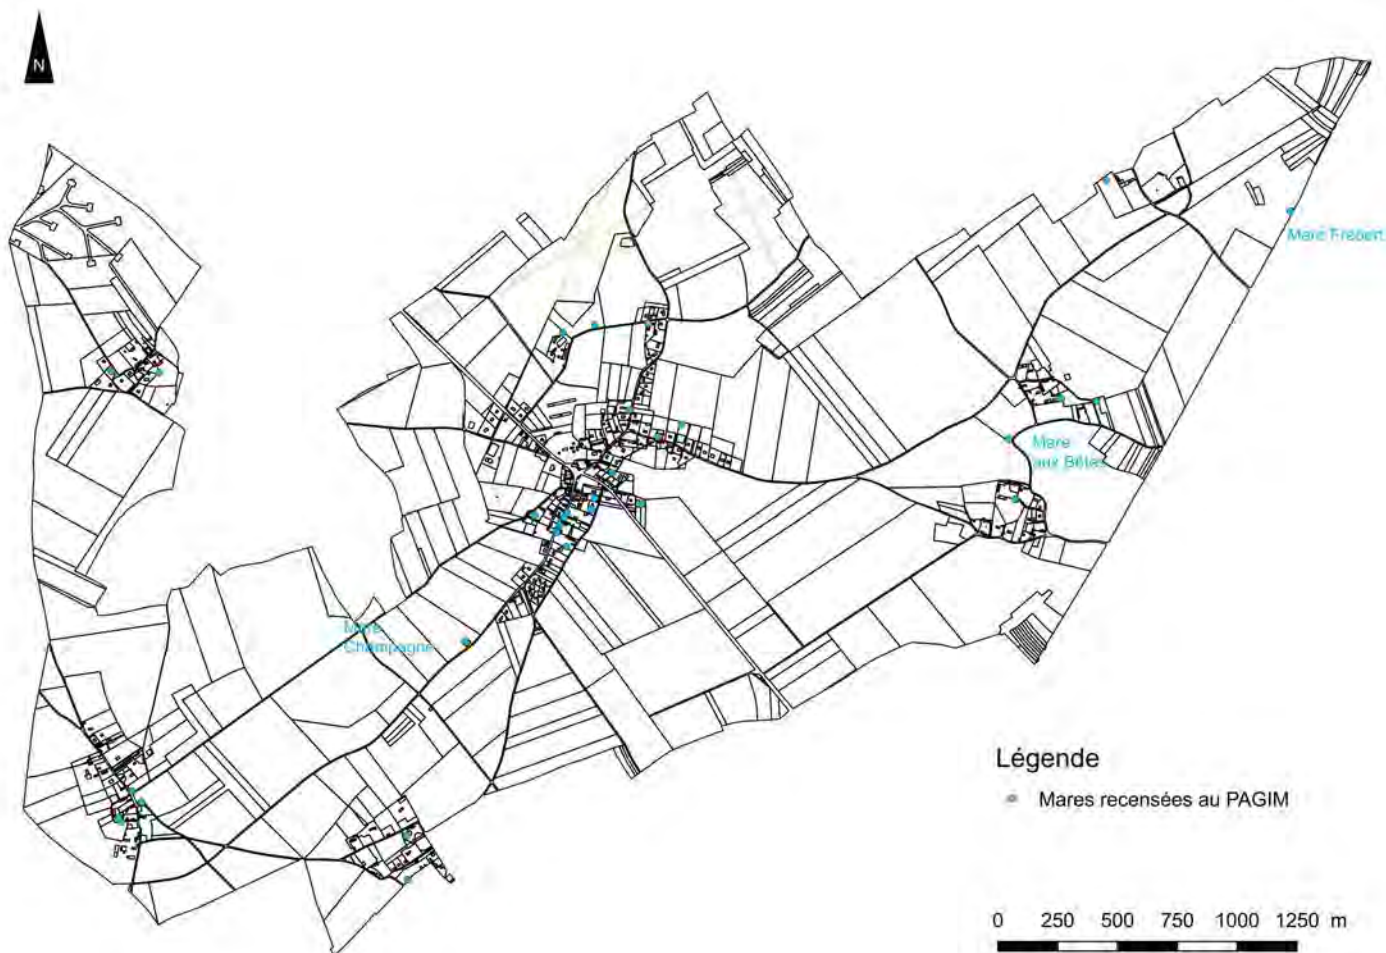 N
Mare Frébert
Mare
aux Bêtes
Mare
Champagne
Légende
Mares recensées au PAGIM
0 250 500 750 1000 1250 m